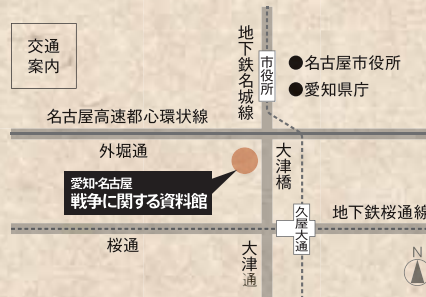 交通
案内
地下鉄名城線
市役所
●名古屋市役所
●愛知県庁
名古屋高速都心環状線
外堀通
大津橋
愛知・名古屋
戦争に関する資料館
久屋大通
地下鉄桜通線
桜通
大津通
N